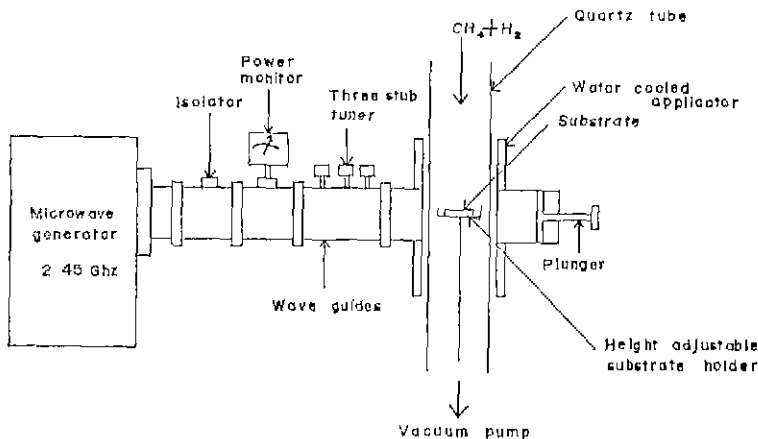 CH₄+H₂
Quartz tube
Power
monitor
Isolator
Three stub
tuner
Water cooled
applicator
Substrate
Microwave
generator
2 45 Ghz
Wave guides
Plunger
Height adjustable
substrate holder
Vacuum pump